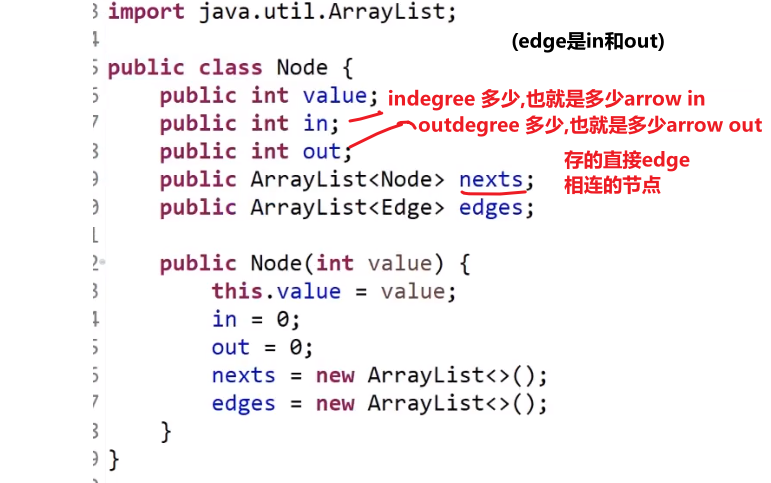 3 import java.util.ArrayList;
4
(edge是in和out)
5 public class Node {
6 public int value;
indegree 多少,也就是多少arrow in
7 public int in;
outdegree 多少,也就是多少arrow out
8 public int out;
存的直接edge
相连的节点
9 public ArrayList<Node> nexts;
0 public ArrayList<Edge> edges;
1
2 public Node(int value) {
3 this.value = value;
4 in = 0;
5 out = 0;
6 nexts = new ArrayList<>();
7 edges = new ArrayList<>();
8 }
9 }